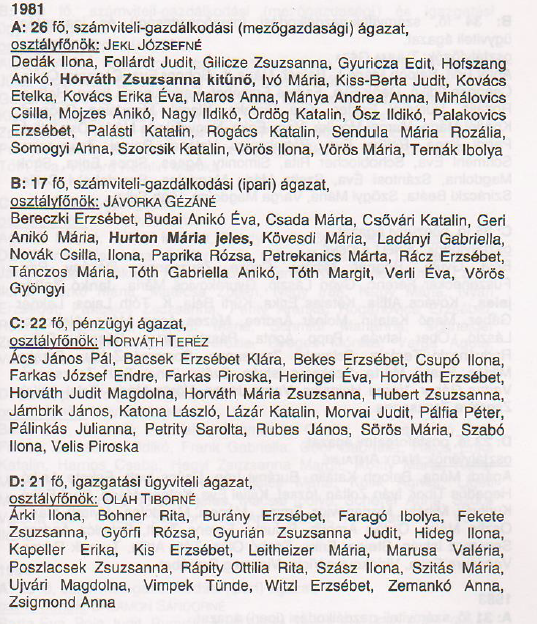 1981
A: 26 fő, számviteli-gazdálkodási (mezőgazdasági) ágazat,
osztályfőnök: JEKL JÓZSEFNÉ
Dedák Ilona, Follárdt Judit, Gilicze Zsuzsanna, Gyuricza Edit, Hofszang
Anikó, Horváth Zsuzsanna kitűnő, Ivó Mária, Kiss-Berta Judit, Kovács
Etelka, Kovács Erika Éva, Maros Anna, Mánya Andrea Anna, Mihálovics
Csilla, Mojzes Anikó, Nagy Ildikó, Ördög Katalin, Ősz Ildikó, Palakovics
Erzsébet, Palásti Katalin, Rogács Katalin, Sendula Mária Rozália,
Somogyi Anna, Szorcsik Katalin, Vörös Ilona, Vörös Mária, Ternák Ibolya
B: 17 fő, számviteli-gazdálkodási (ipari) ágazat,
osztályfőnök: JÁVORKA GÉZÁNÉ
Bereczki Erzsébet, Budai Anikó Éva, Csada Márta, Csővári Katalin, Geri
Anikó Mária, Hurton Mária jeles, Kövesdi Mária, Ladányi Gabriella,
Novák Csilla, Ilona, Paprika Rózsa, Petrekanics Márta, Rácz Erzsébet,
Tánczos Mária, Tóth Gabriella Anikó, Tóth Margit, Verli Éva, Vörös
Gyöngyi
C: 22 fő, pénzügyi ágazat,
osztályfőnök: HORVÁTH TERÉZ
Ács János Pál, Bacsek Erzsébet Klára, Bekes Erzsébet, Csupó Ilona,
Farkas József Endre, Farkas Piroska, Heringei Éva, Horváth Erzsébet,
Horváth Judit Magdolna, Horváth Mária Zsuzsanna, Hubert Zsuzsanna,
Jámbrik János, Katona László, Lázár Katalin, Morvai Judit, Pálfia Péter,
Pálinkás Julianna, Petrity Sarolta, Rubes János, Sörös Mária, Szabó
Ilona, Velis Piroska
D: 21 fő, igazgatási ügyviteli ágazat,
osztályfőnök: OLÁH TIBORNÉ
Árki Ilona, Bohner Rita, Burány Erzsébet, Faragó Ibolya, Fekete
Zsuzsanna, Győrfi Rózsa, Gyurián Zsuzsanna Judit, Hideg Ilona,
Kapeller Erika, Kis Erzsébet, Leitheizer Mária, Marusa Valéria,
Poszlacsek Zsuzsanna, Rápity Ottilia Rita, Szász Ilona, Szitás Mária,
Ujvári Magdolna, Vimpek Tünde, Witzl Erzsébet, Zemankó Anna,
Zsigmond Anna